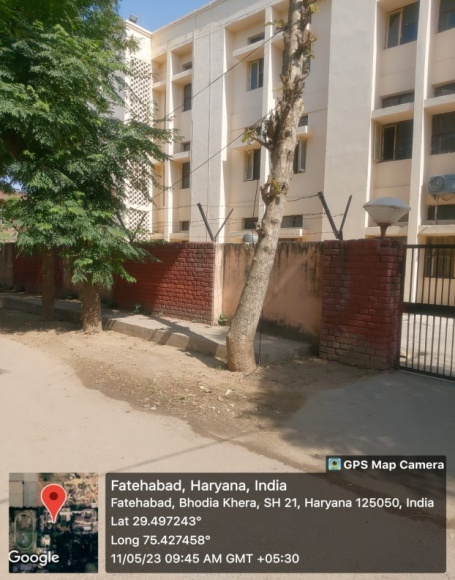 GPS Map Camera
Fatehabad, Haryana, India
Fatehabad, Bhodia Khera, SH 21, Haryana 125050, India
Lat 29.497243°
Long 75.427458°
11/05/23 09:45 AM GMT +05:30
Google